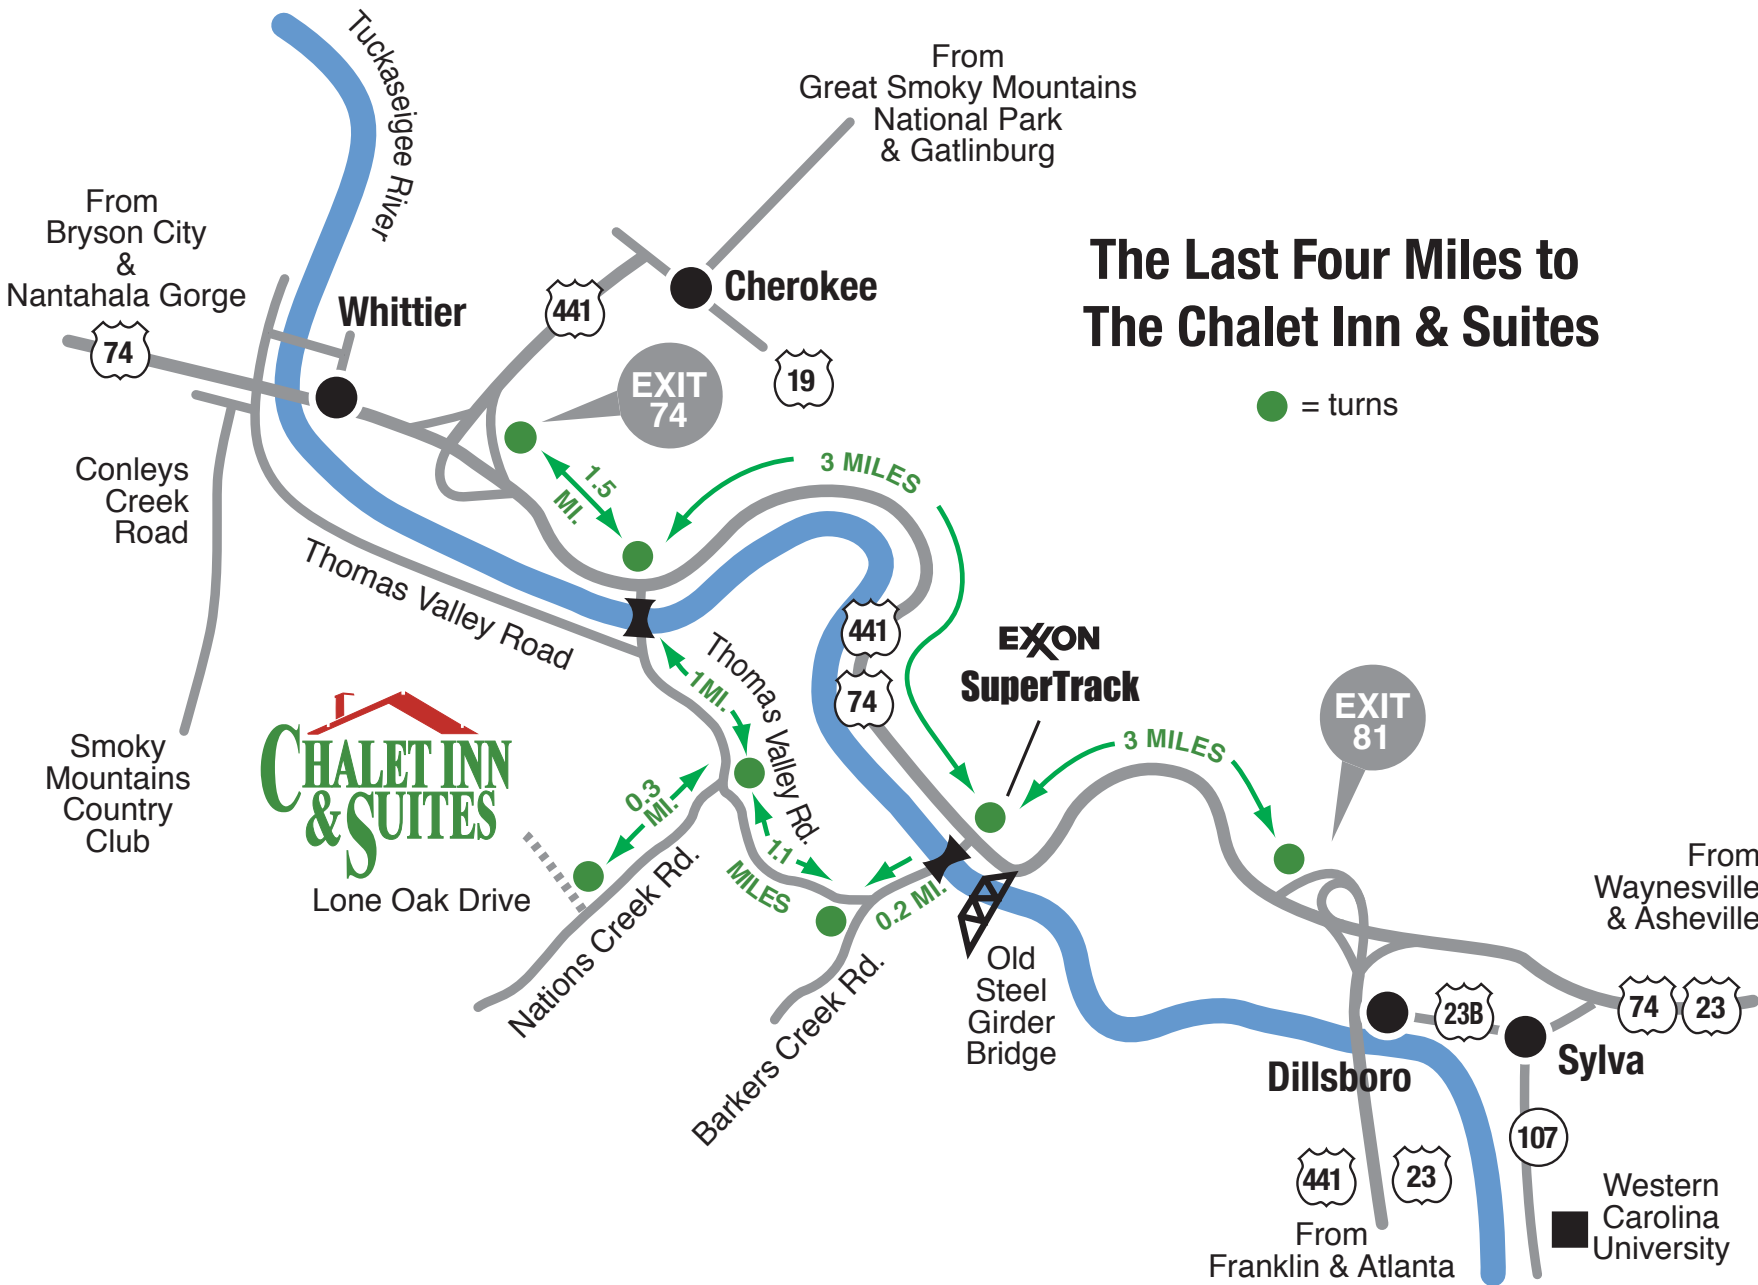 Tuckaseigee River
From
Great Smoky Mountains
National Park
& Gatlinburg
From
Bryson City
&
Nantahala Gorge
74
Whittier
441
Cherokee
19
EXIT
74
The Last Four Miles to
The Chalet Inn & Suites
= turns
Conleys
Creek
Road
1.5
MI.
3 MILES
Thomas Valley Road
441
74
EXXON
SuperTrack
EXIT
81
Thomas Valley Rd.
1 MI.
3 MILES
Smoky
Mountains
Country
Club
CHALET INN
& SUITES
Lone Oak Drive
0.3
MI.
1.1
MILES
0.2 MI.
Nations Creek Rd.
Barkers Creek Rd.
Old
Steel
Girder
Bridge
From
Waynesville
& Asheville
74
23
23B
Dillsboro
Sylva
107
441
23
From
Franklin & Atlanta
Western
Carolina
University